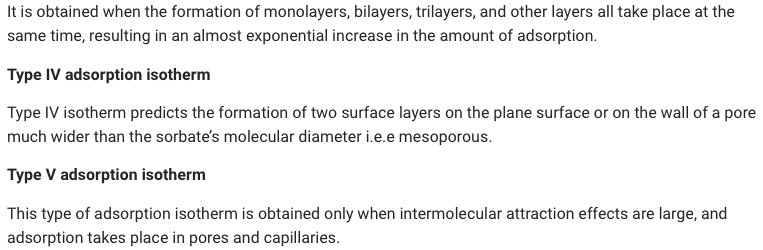 It is obtained when the formation of monolayers, bilayers, trilayers, and other layers all take place at the
same time, resulting in an almost exponential increase in the amount of adsorption.
Type IV adsorption isotherm
Type IV isotherm predicts the formation of two surface layers on the plane surface or on the wall of a pore
much wider than the sorbate’s molecular diameter i.e.e mesoporous.
Type V adsorption isotherm
This type of adsorption isotherm is obtained only when intermolecular attraction effects are large, and
adsorption takes place in pores and capillaries.